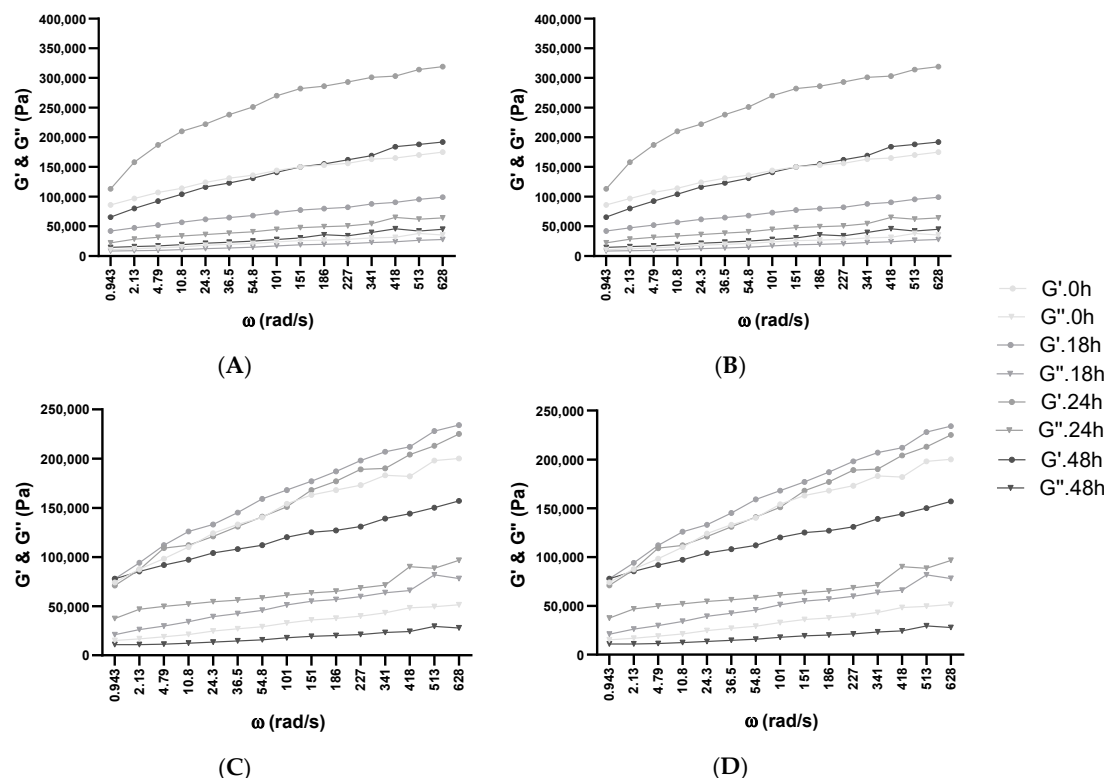 400,000
350,000
300,000
250,000
200,000
150,000
100,000
50,000
0
G' & G'' (Pa)
0.943 2.13 4.79 10.8 24.3 36.5 54.8 101 151 186 227 341 418 513 628
ω (rad/s)
(A)
400,000
350,000
300,000
250,000
200,000
150,000
100,000
50,000
0
G' & G'' (Pa)
0.943 2.13 4.79 10.8 24.3 36.5 54.8 101 151 186 227 341 418 513 628
ω (rad/s)
(B)
250,000
200,000
150,000
100,000
50,000
0
G' & G'' (Pa)
0.943 2.13 4.79 10.8 24.3 36.5 54.8 101 151 186 227 341 418 513 628
ω (rad/s)
(C)
250,000
200,000
150,000
100,000
50,000
0
G' & G'' (Pa)
0.943 2.13 4.79 10.8 24.3 36.5 54.8 101 151 186 227 341 418 513 628
ω (rad/s)
(D)
G'.0h
G''.0h
G'.18h
G''.18h
G'.24h
G''.24h
G'.48h
G''.48h